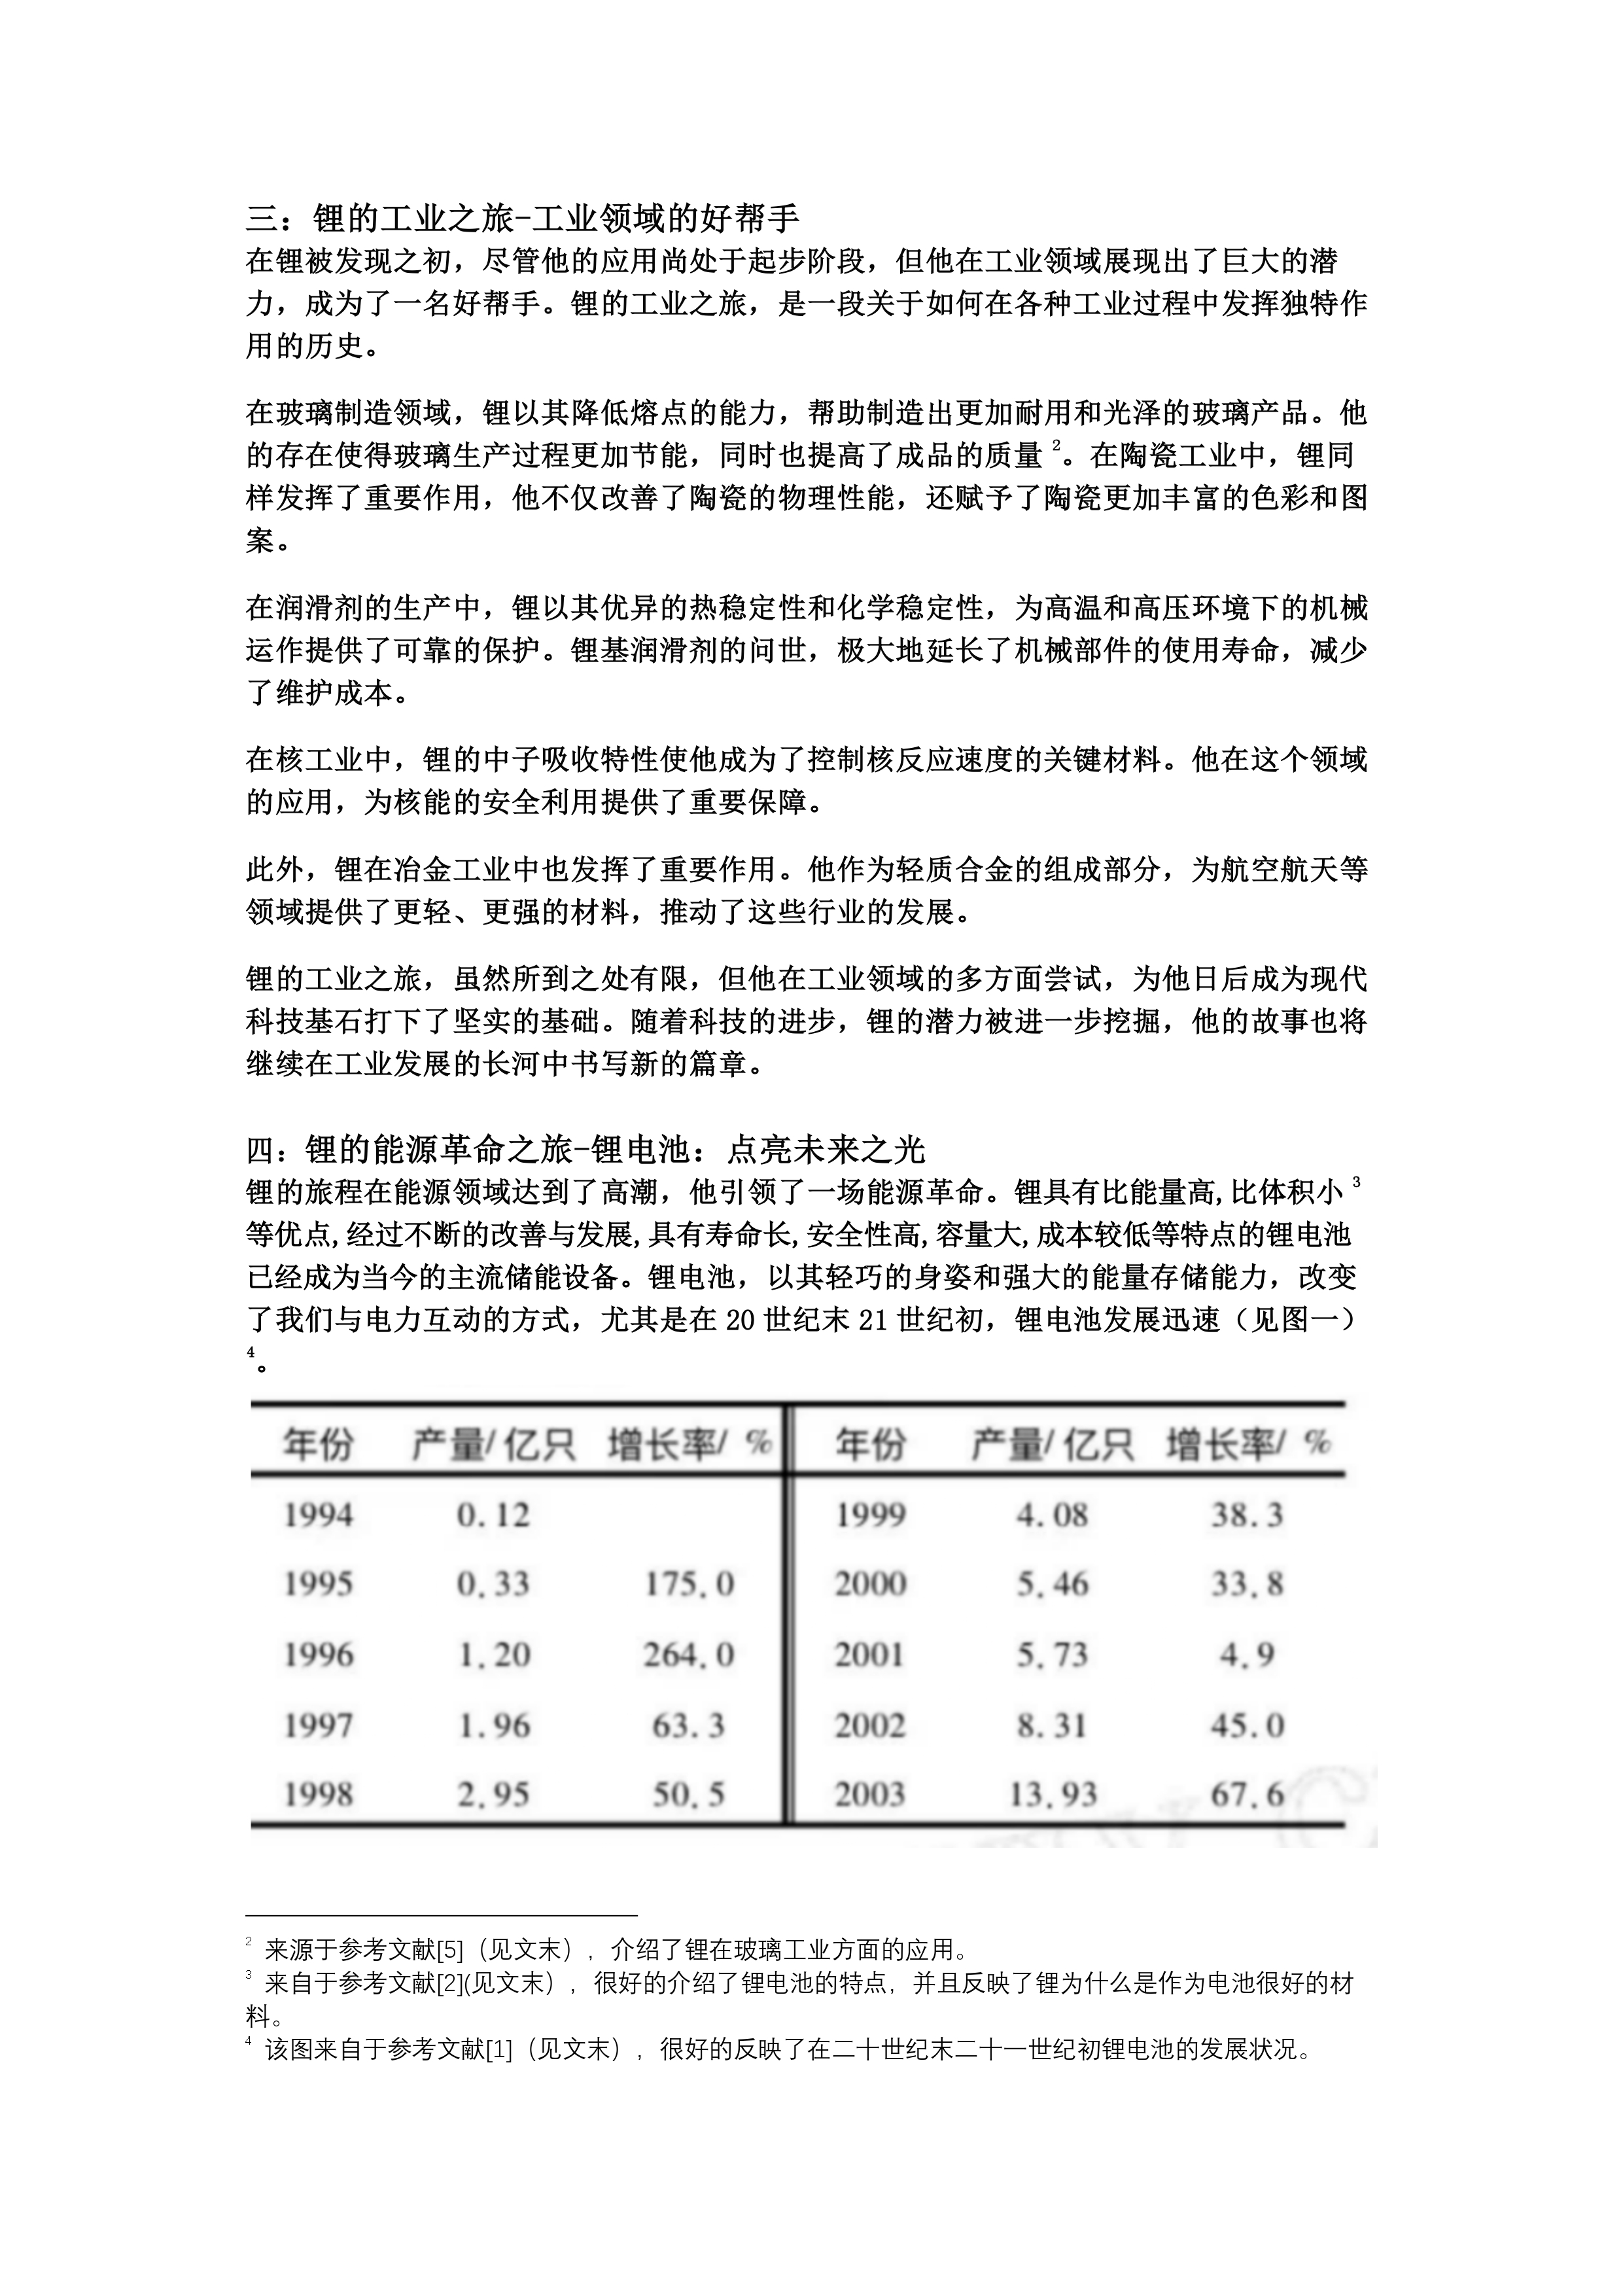 三：锂的工业之旅-工业领域的好帮手
在锂被发现之初，尽管他的应用尚处于起步阶段，但他在工业领域展现出了巨大的潜
力，成为了一名好帮手。锂的工业之旅，是一段关于如何在各种工业过程中发挥独特作
用的历史。
在玻璃制造领域，锂以其降低熔点的能力，帮助制造出更加耐用和光泽的玻璃产品。他
的存在使得玻璃生产过程更加节能，同时也提高了成品的质量 2。在陶瓷工业中，锂同
样发挥了重要作用，他不仅改善了陶瓷的物理性能，还赋予了陶瓷更加丰富的色彩和图
案。
在润滑剂的生产中，锂以其优异的热稳定性和化学稳定性，为高温和高压环境下的机械
运作提供了可靠的保护。锂基润滑剂的问世，极大地延长了机械部件的使用寿命，减少
了维护成本。
在核工业中，锂的中子吸收特性使他成为了控制核反应速度的关键材料。他在这个领域
的应用，为核能的安全利用提供了重要保障。
此外，锂在冶金工业中也发挥了重要作用。他作为轻质合金的组成部分，为航空航天等
领域提供了更轻、更强的材料，推动了这些行业的发展。
锂的工业之旅，虽然所到之处有限，但他在工业领域的多方面尝试，为他日后成为现代
科技基石打下了坚实的基础。随着科技的进步，锂的潜力被进一步挖掘，他的故事也将
继续在工业发展的长河中书写新的篇章。
四：锂的能源革命之旅-锂电池：点亮未来之光
锂的旅程在能源领域达到了高潮，他引领了一场能源革命。锂具有比能量高,比体积小 3
等优点,经过不断的改善与发展,具有寿命长,安全性高,容量大,成本较低等特点的锂电池
已经成为当今的主流储能设备。锂电池，以其轻巧的身姿和强大的能量存储能力，改变
了我们与电力互动的方式，尤其是在 20 世纪末 21 世纪初，锂电池发展迅速（见图一）
4。
年份 产量/亿只 增长率/ % 年份 产量/亿只 增长率/ %
1994 0.12 1999 4.08 38.3
1995 0.33 175.0 2000 5.46 33.8
1996 1.20 264.0 2001 5.73 4.9
1997 1.96 63.3 2002 8.31 45.0
1998 2.95 50.5 2003 13.93 67.6
2 来源于参考文献[5]（见文末），介绍了锂在玻璃工业方面的应用。
3 来自于参考文献[2](见文末），很好的介绍了锂电池的特点，并且反映了锂为什么是作为电池很好的材
料。
4 该图来自于参考文献[1]（见文末），很好的反映了在二十世纪末二十一世纪初锂电池的发展状况。